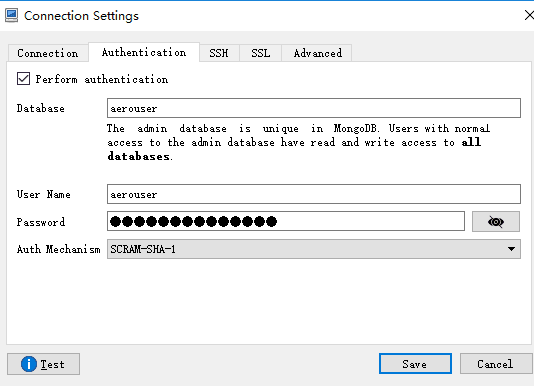 Connection Settings
Connection Authentication SSH SSL Advanced
Perform authentication
Database aerouser
The admin database is unique in MongoDB. Users with normal
access to the admin database have read and write access to all
databases.
User Name aerouser
Password ●●●●●●●●●●●●●●
Auth Mechanism SCRAM-SHA-1
Test Save Cancel